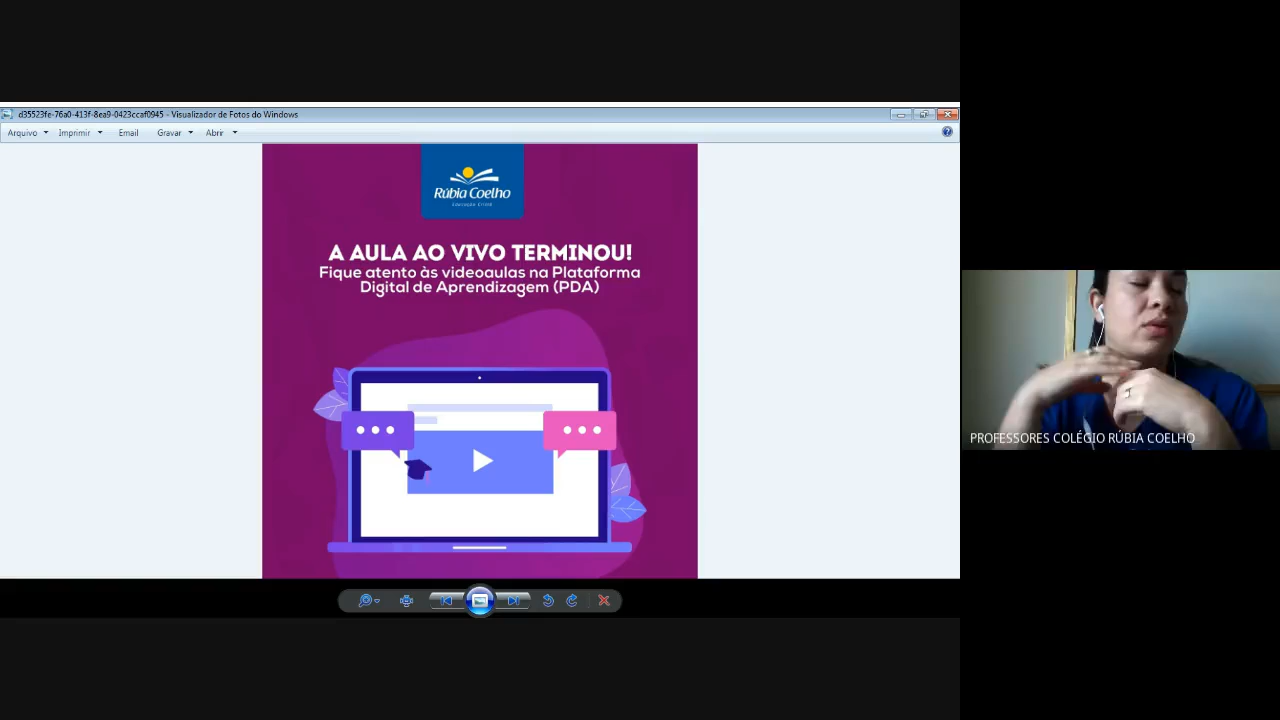 d35523fe-76a0-413f-8ea9-0423ccaf0945 - Visualizador de Fotos do Windows
Arquivo Imprimir Email Gravar Abrir
Rúbia Coelho
A AULA AO VIVO TERMINOU!
Fique atento às videoaulas na Plataforma
Digital de Aprendizagem (PDA)
PROFESSORES COLÉGIO RÚBIA COELHO